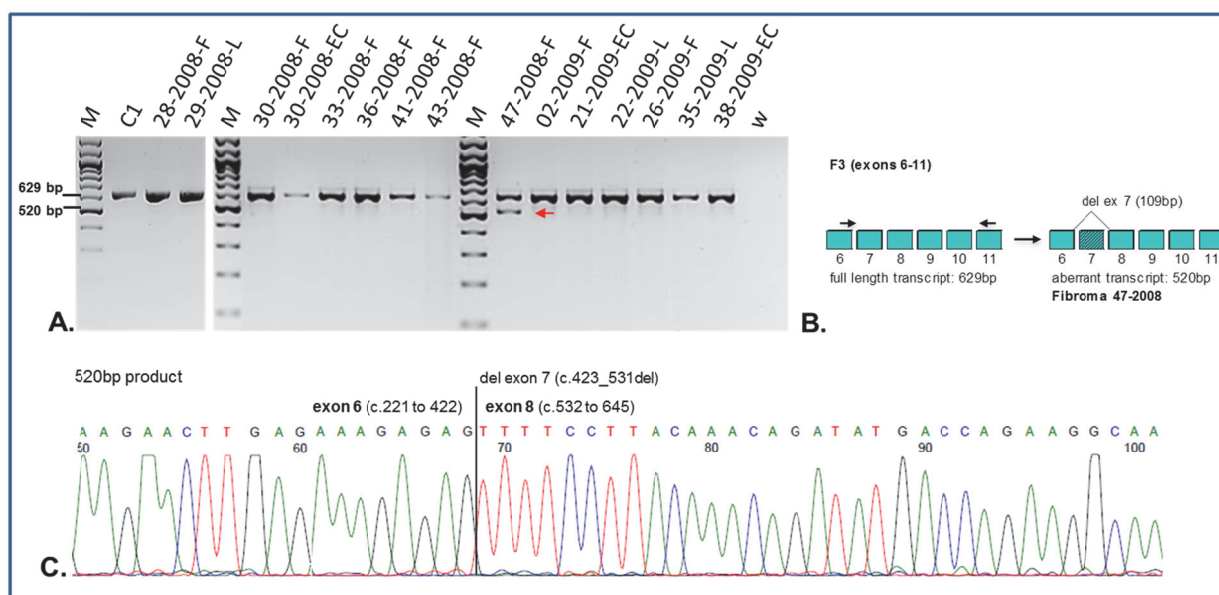 M C1 28-2008-F 29-2008-L M 30-2008-F 30-2008-EC 33-2008-F 36-2008-F 41-2008-F 43-2008-F M 47-2008-F 02-2009-F 21-2009-EC 22-2009-L 26-2009-F 35-2009-L 38-2009-EC w
629 bp
520 bp
A.
F3 (exons 6-11)
del ex 7 (109bp)
6 7 8 9 10 11
full length transcript: 629bp
6 7 8 9 10 11
aberrant transcript: 520bp
Fibroma 47-2008
B.
520bp product
del exon 7 (c.423_531del)
exon 6 (c.221 to 422)
exon 8 (c.532 to 645)
A A G A A C T T G A G A A A G A G A G T T T T C C T T A C A A A C A G A T A T G A C C A G A A G G C A A
50 60 70 80 90 100
C.